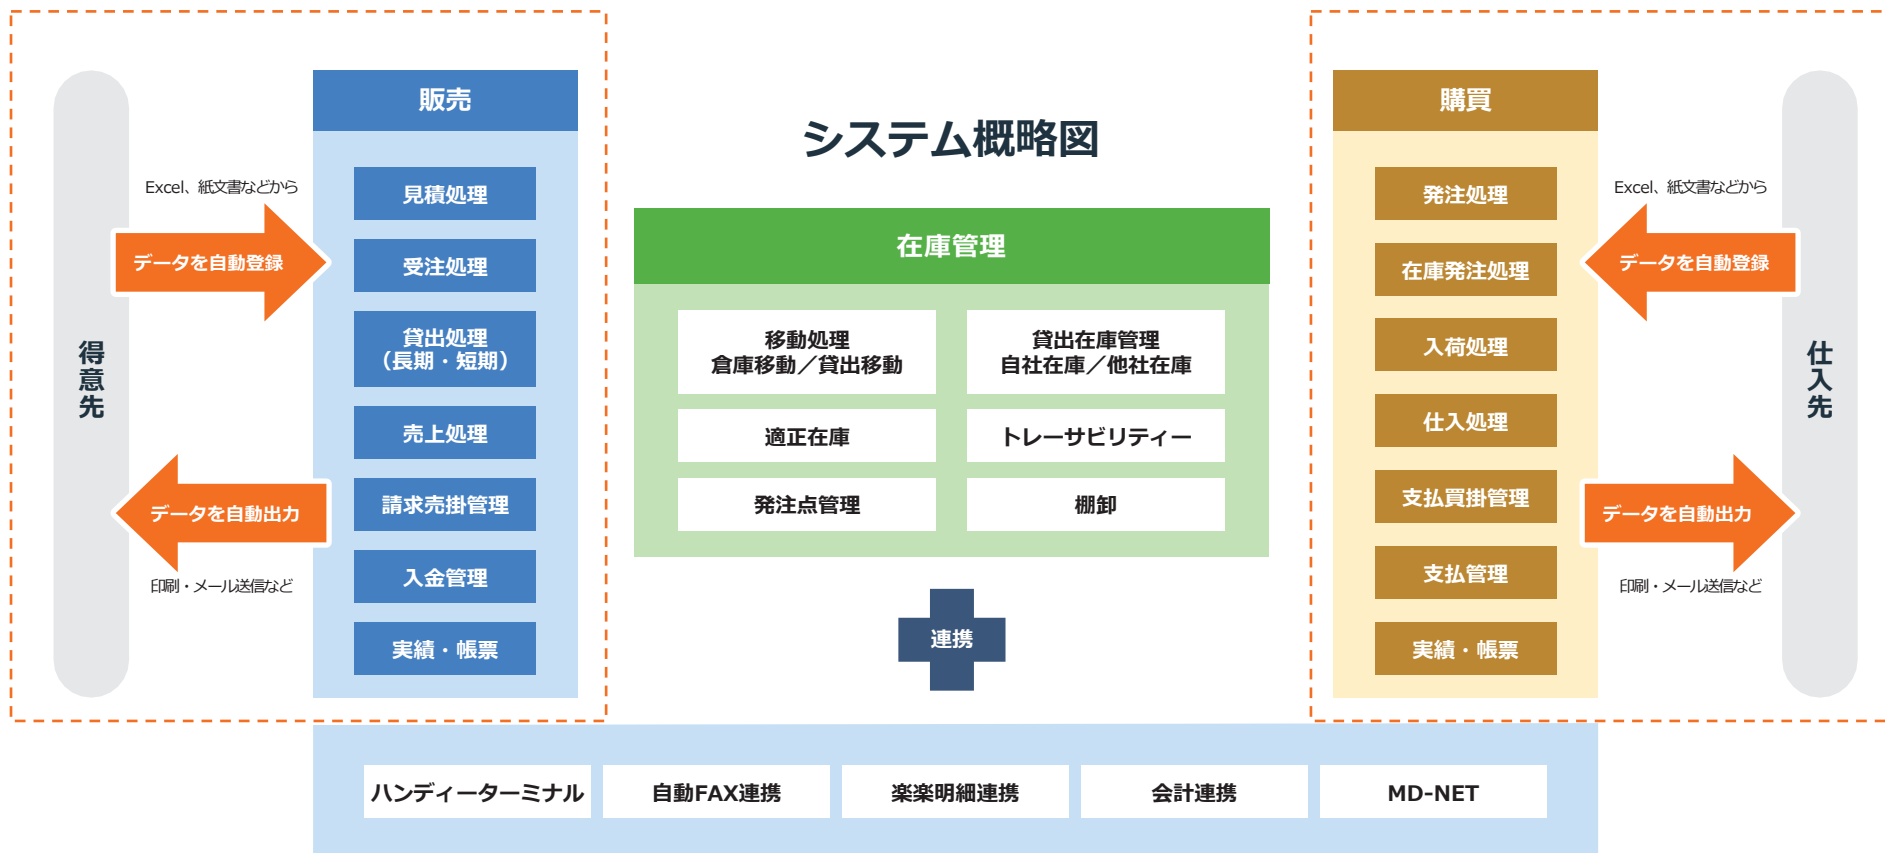 システム概略図
得意先
Excel、紙文書などから
データを自動登録
データを自動出力
印刷・メール送信など
販売
見積処理
受注処理
貸出処理
（長期・短期）
売上処理
請求売掛管理
入金管理
実績・帳票
在庫管理
移動処理
倉庫移動／貸出移動
貸出在庫管理
自社在庫／他社在庫
適正在庫
トレーサビリティー
発注点管理
棚卸
連携
購買
発注処理
在庫発注処理
入荷処理
仕入処理
支払買掛管理
支払管理
実績・帳票
Excel、紙文書などから
データを自動登録
データを自動出力
印刷・メール送信など
仕入先
ハンディーターミナル
自動FAX連携
楽楽明細連携
会計連携
MD-NET